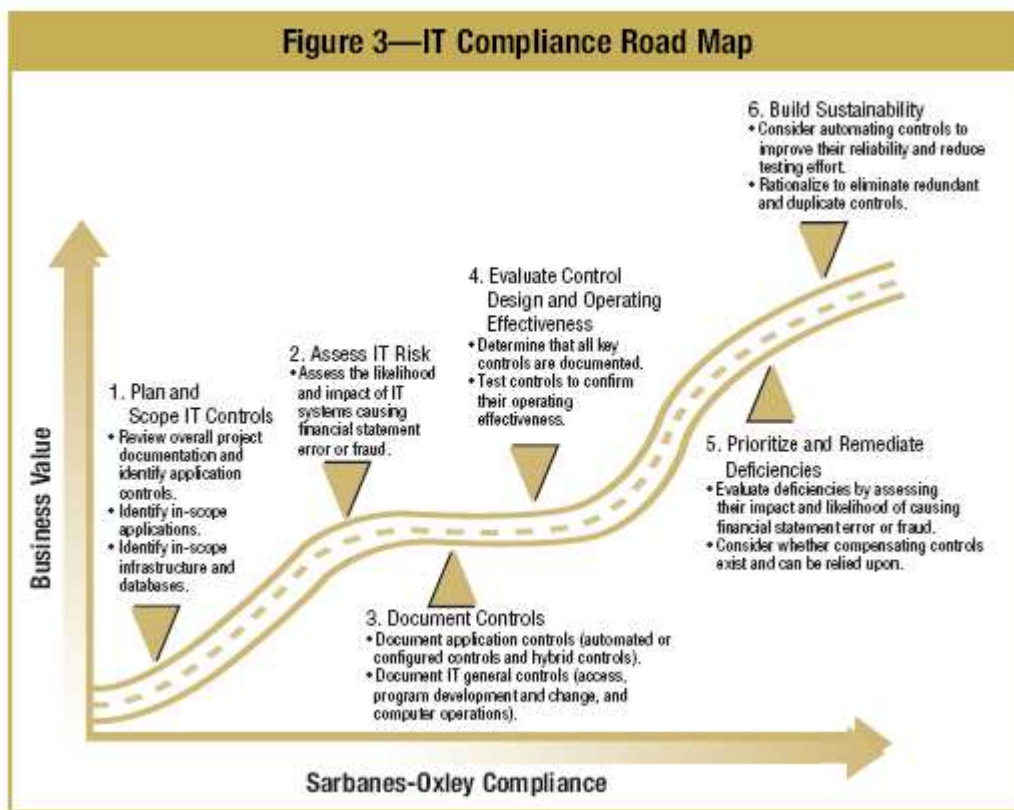 Figure 3—IT Compliance Road Map
6. Build Sustainability
• Consider automating controls to
improve their reliability and reduce
testing effort.
• Rationalize to eliminate redundant
and duplicate controls.
4. Evaluate Control
Design and Operating
Effectiveness
• Determine that all key
controls are documented.
• Test controls to confirm
their operating
effectiveness.
2. Assess IT Risk
• Assess the likelihood
and impact of IT
systems causing
financial statement
error or fraud.
1. Plan and
Scope IT Controls
• Review overall project
documentation and
identify application
controls.
• Identify in-scope
applications.
• Identify in-scope
infrastructure and
databases.
5. Prioritize and Remediate
Deficiencies
• Evaluate deficiencies by assessing
their impact and likelihood of causing
financial statement error or fraud.
• Consider whether compensating controls
exist and can be relied upon.
3. Document Controls
• Document application controls (automated or
configured controls and hybrid controls).
• Document IT general controls (access,
program development and change, and
computer operations).
Business Value
Sarbanes-Oxley Compliance